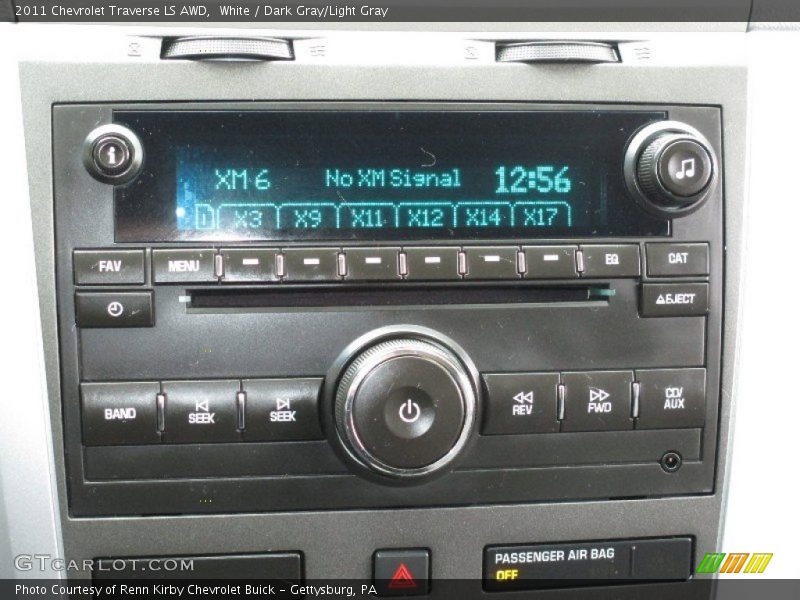 2011 Chevrolet Traverse LS AWD,  White / Dark Gray/Light Gray
XM 6 No XM Signal 12:56
1 X3 X9 X11 X12 X14 X17
FAV MENU EQ CAT
EJECT
BAND SEEK SEEK REV FWD CD/
AUX
PASSENGER AIR BAG
OFF
GTCARLOT.COM
Photo Courtesy of Renn Kirby Chevrolet Buick – Gettysburg, PA